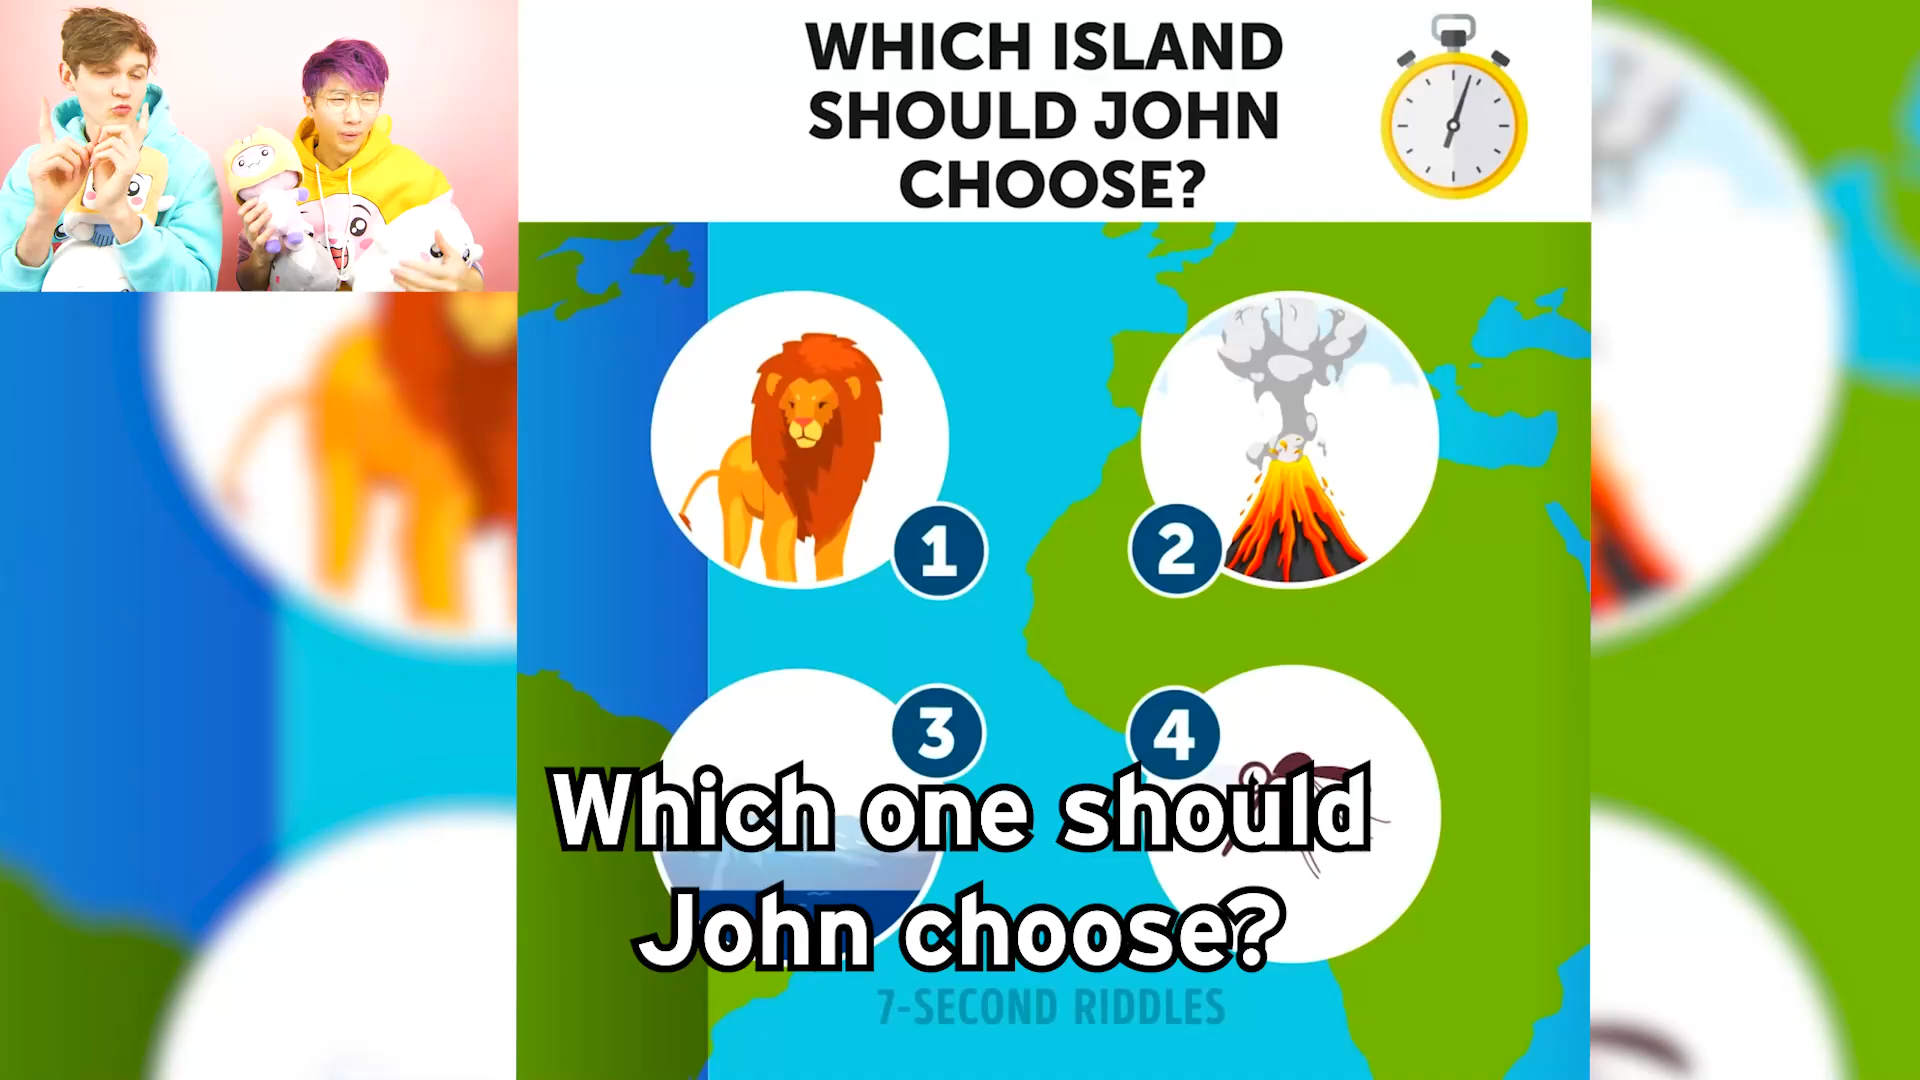 WHICH ISLAND
SHOULD JOHN
CHOOSE?
1
2
3
4
Which one should
John choose?
7-SECOND RIDDLES